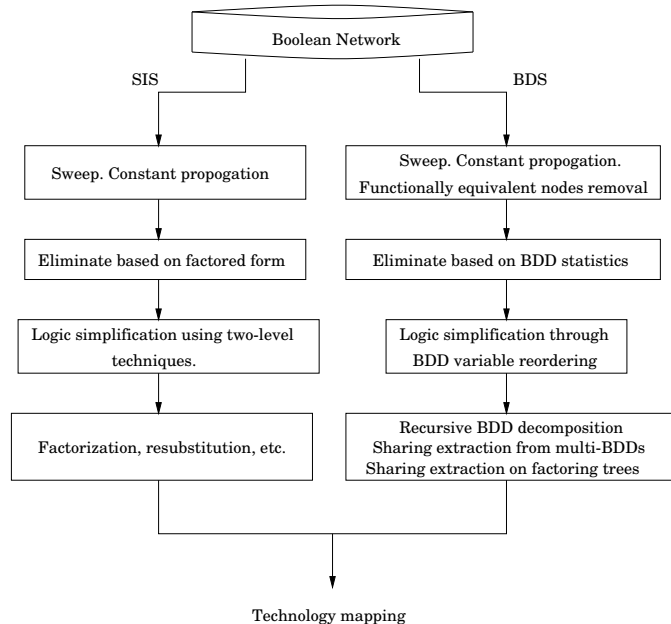 Boolean Network
SIS
BDS
Sweep. Constant propogation
Sweep. Constant propogation.
Functionally equivalent nodes removal
Eliminate based on factored form
Eliminate based on BDD statistics
Logic simplification using two-level
techniques.
Logic simplification through
BDD variable reordering
Factorization, resubstitution, etc.
Recursive BDD decomposition
Sharing extraction from multi-BDDs
Sharing extraction on factoring trees
Technology mapping